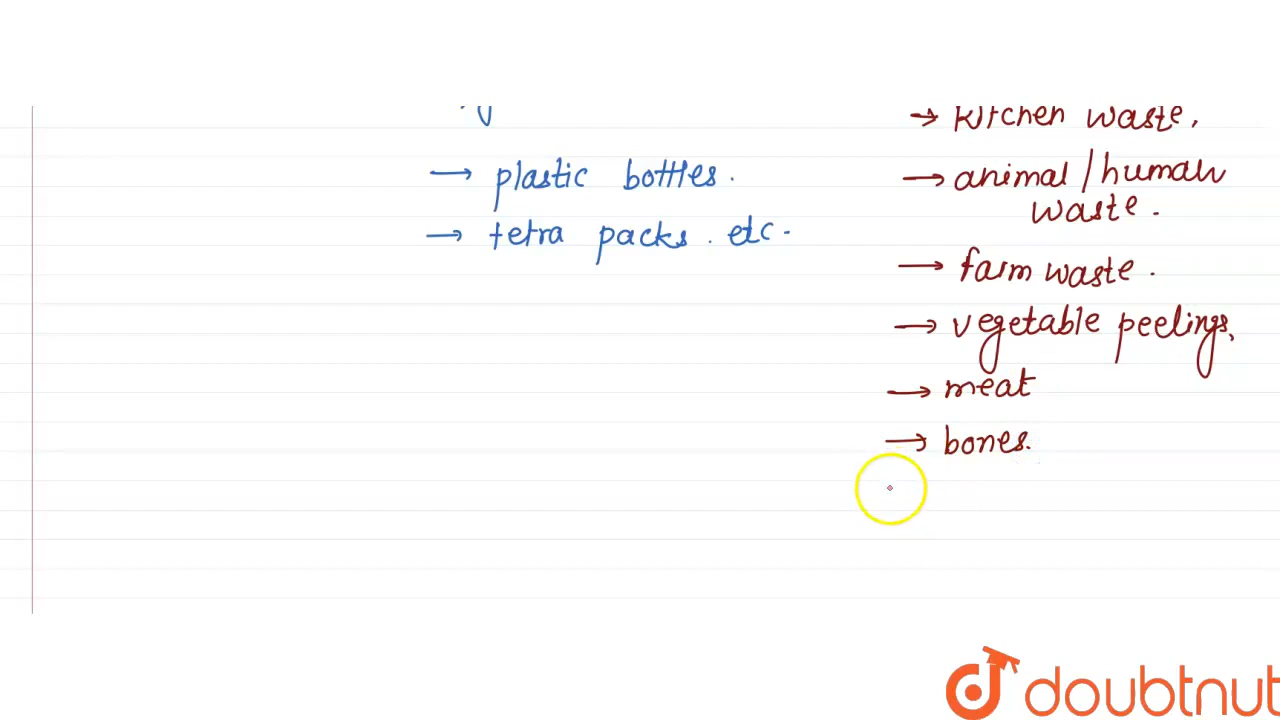 → kitchen waste,
→ plastic bottles.
→ animal / human
waste.
→ tetra packs. etc.
→ farm waste.
→ vegetable peelings,
→ meat
→ bones.
doubtnut